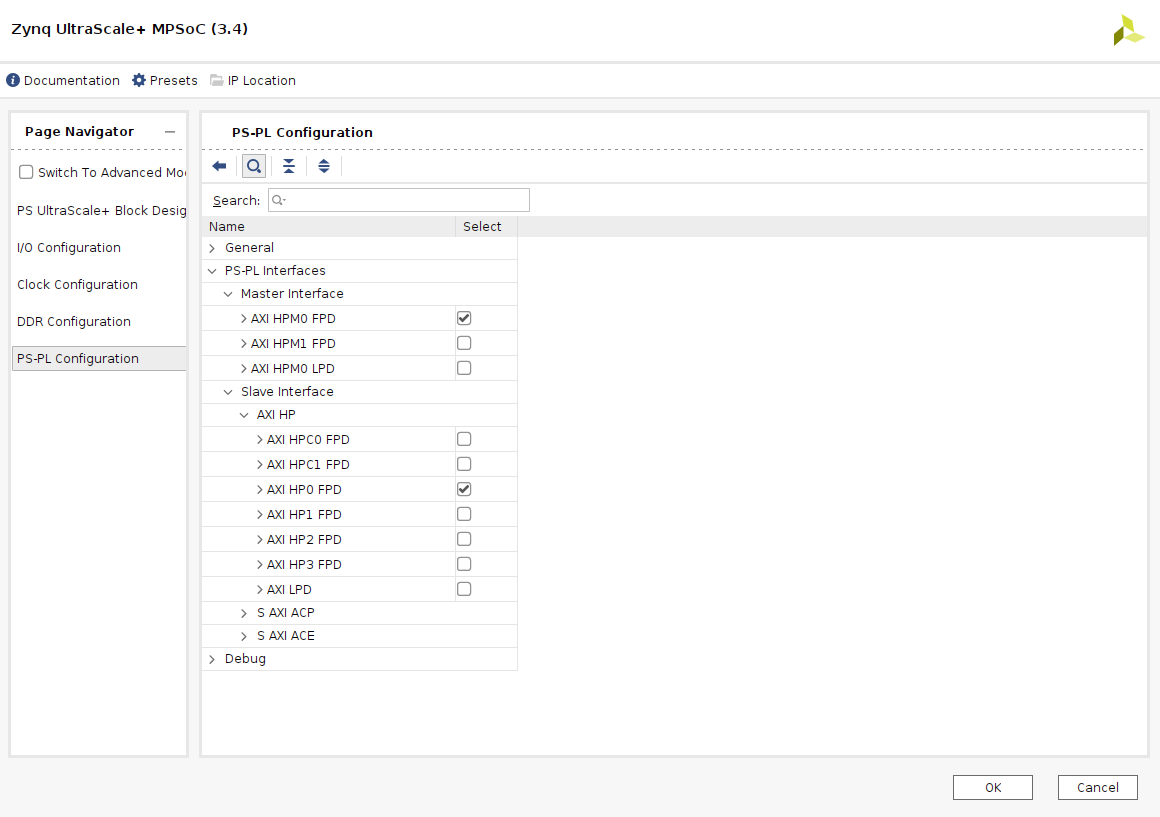 Zynq UltraScale+ MPSoC (3.4)
Documentation Presets IP Location
Page Navigator
Switch To Advanced Mo
PS UltraScale+ Block Desig
I/O Configuration
Clock Configuration
DDR Configuration
PS-PL Configuration
PS-PL Configuration
Search:
Name Select
General
PS-PL Interfaces
Master Interface
AXI HPM0 FPD
AXI HPM1 FPD
AXI HPM0 LPD
Slave Interface
AXI HP
AXI HPC0 FPD
AXI HPC1 FPD
AXI HP0 FPD
AXI HP1 FPD
AXI HP2 FPD
AXI HP3 FPD
AXI LPD
S AXI ACP
S AXI ACE
Debug
OK Cancel